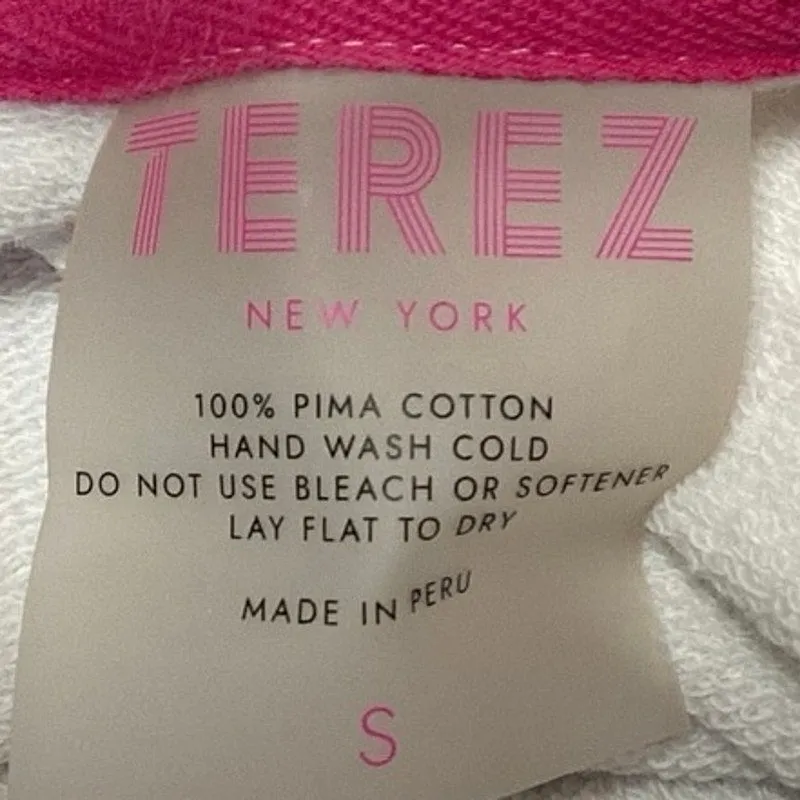 TEREZ
NEW YORK
100% PIMA COTTON
HAND WASH COLD
DO NOT USE BLEACH OR SOFTENER
LAY FLAT TO DRY
MADE IN PERU
S